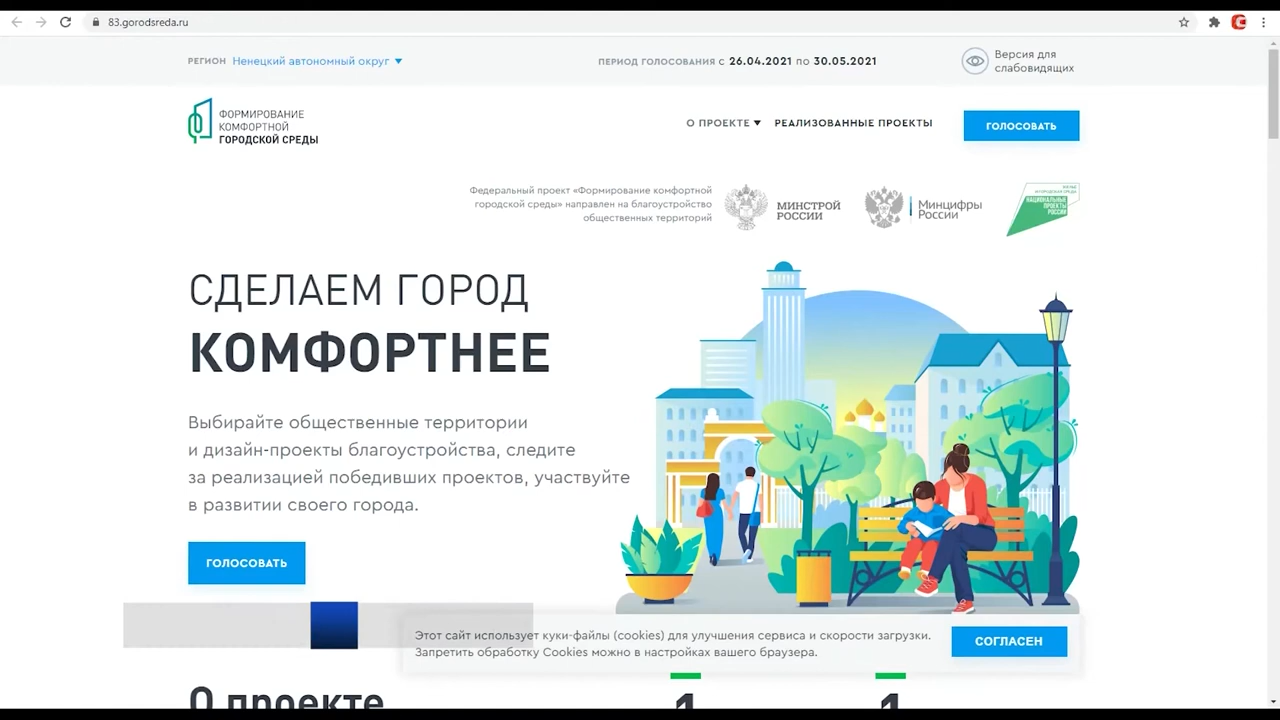 83.gorodsreda.ru
РЕГИОН Ненецкий автономный округ
ПЕРИОД ГОЛОСОВАНИЯ с 26.04.2021 по 30.05.2021
Версия для
слабовидящих
ФОРМИРОВАНИЕ
КОМФОРТНОЙ
ГОРОДСКОЙ СРЕДЫ
О ПРОЕКТЕ
РЕАЛИЗОВАННЫЕ ПРОЕКТЫ
ГОЛОСОВАТЬ
Федеральный проект «Формирование комфортной
городской среды» направлен на благоустройство
общественных территорий
МИНСТРОЙ
РОССИИ
Минцифры
России
НАЦИОНАЛЬНЫЕ
ПРОЕКТЫ
РОССИИ
СДЕЛАЕМ ГОРОД
КОМФОРТНЕЕ
Выбирайте общественные территории
и дизайн-проекты благоустройства, следите
за реализацией победивших проектов, участвуйте
в развитии своего города.
ГОЛОСОВАТЬ
Этот сайт использует куки-файлы (cookies) для улучшения сервиса и скорости загрузки.
Запретить обработку Cookies можно в настройках вашего браузера.
СОГЛАСЕН
О проекте
1 1